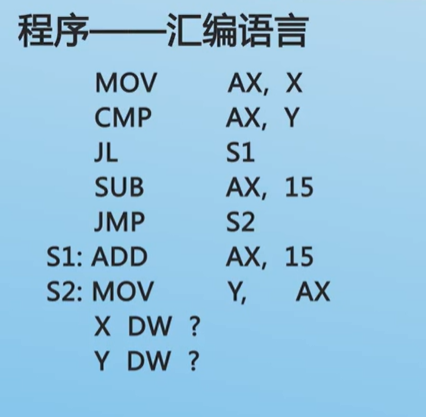 程序——汇编语言
MOV AX, X
CMP AX, Y
JL S1
SUB AX, 15
JMP S2
S1: ADD AX, 15
S2: MOV Y, AX
X DW ?
Y DW ?